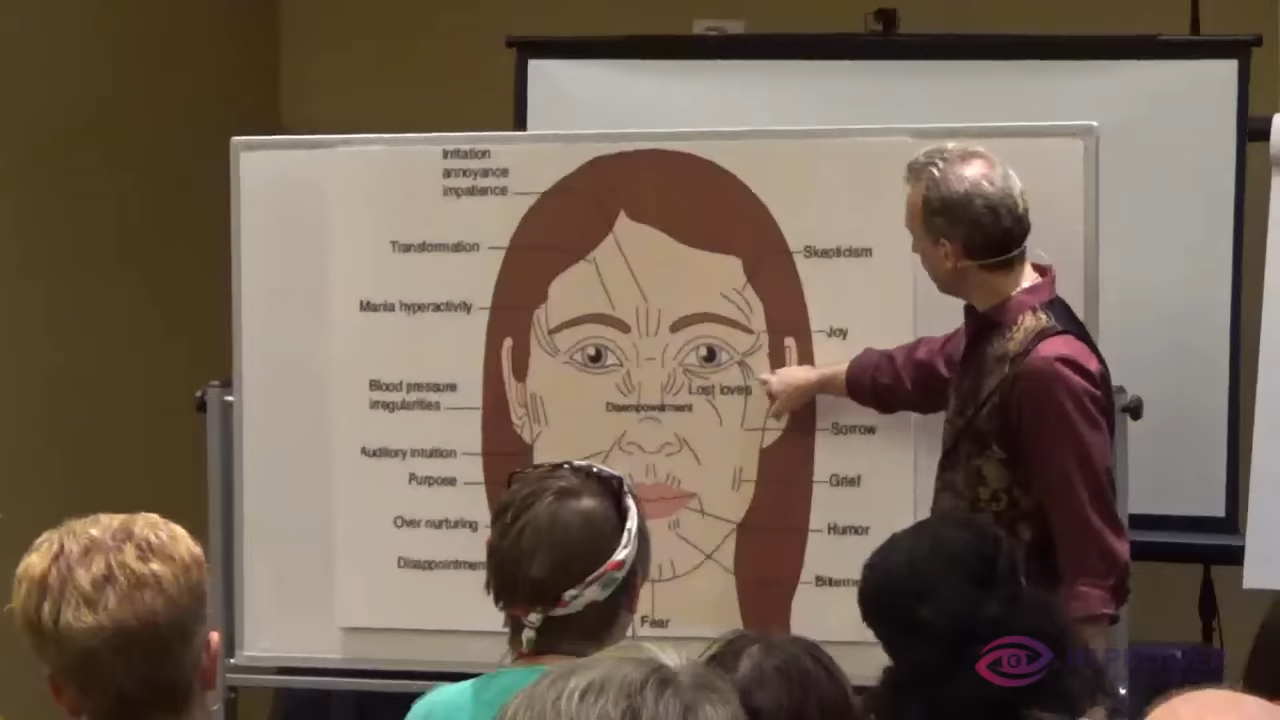 Irritation
annoyance
impatience
Transformation
Skepticism
Mania hyperactivity
Joy
Blood pressure
irregularities
Lost loves
Disempowerment
Sorrow
Auditory intuition
Purpose
Grief
Over nurturing
Humor
Disappointment
Fear